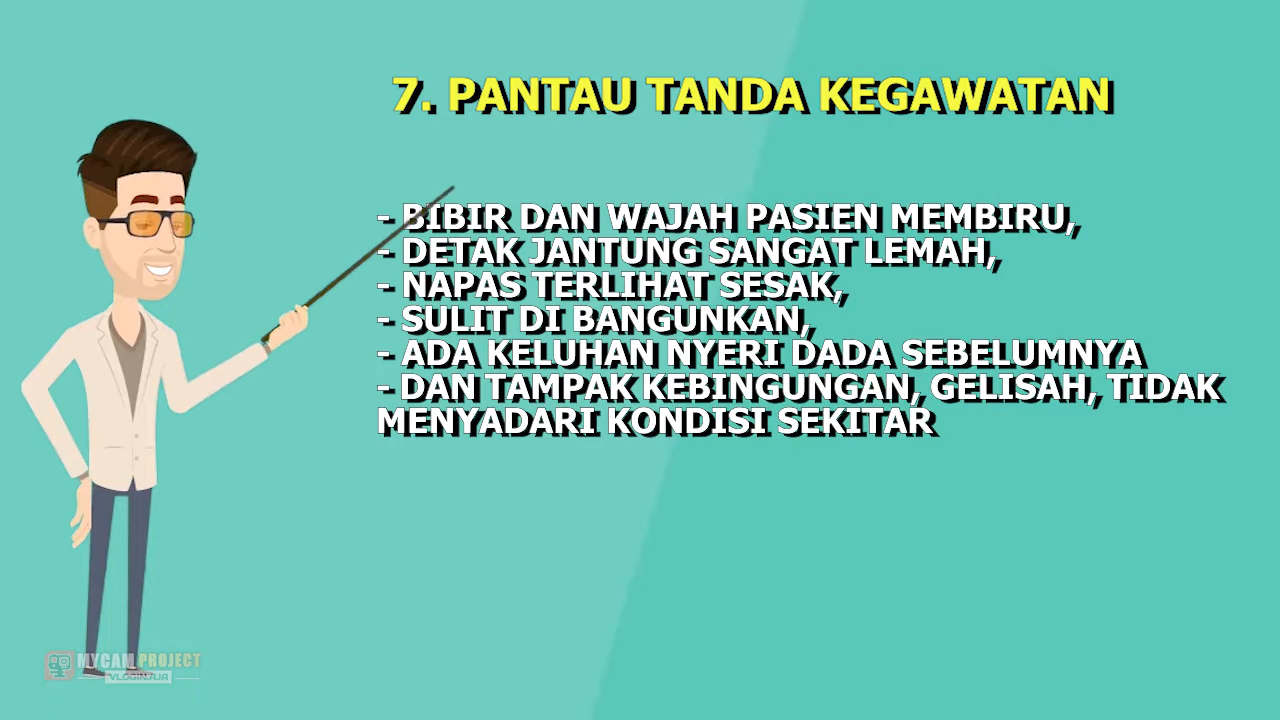 7. PANTAU TANDA KEGAWATAN
- BIBIR DAN WAJAH PASIEN MEMBIRU,
- DETAK JANTUNG SANGAT LEMAH,
- NAPAS TERLIHAT SESAK,
- SULIT DI BANGUNKAN,
- ADA KELUHAN NYERI DADA SEBELUMNYA
- DAN TAMPAK KEBINGUNGAN, GELISAH, TIDAK
MENYADARI KONDISI SEKITAR
MYCAM PROJECT